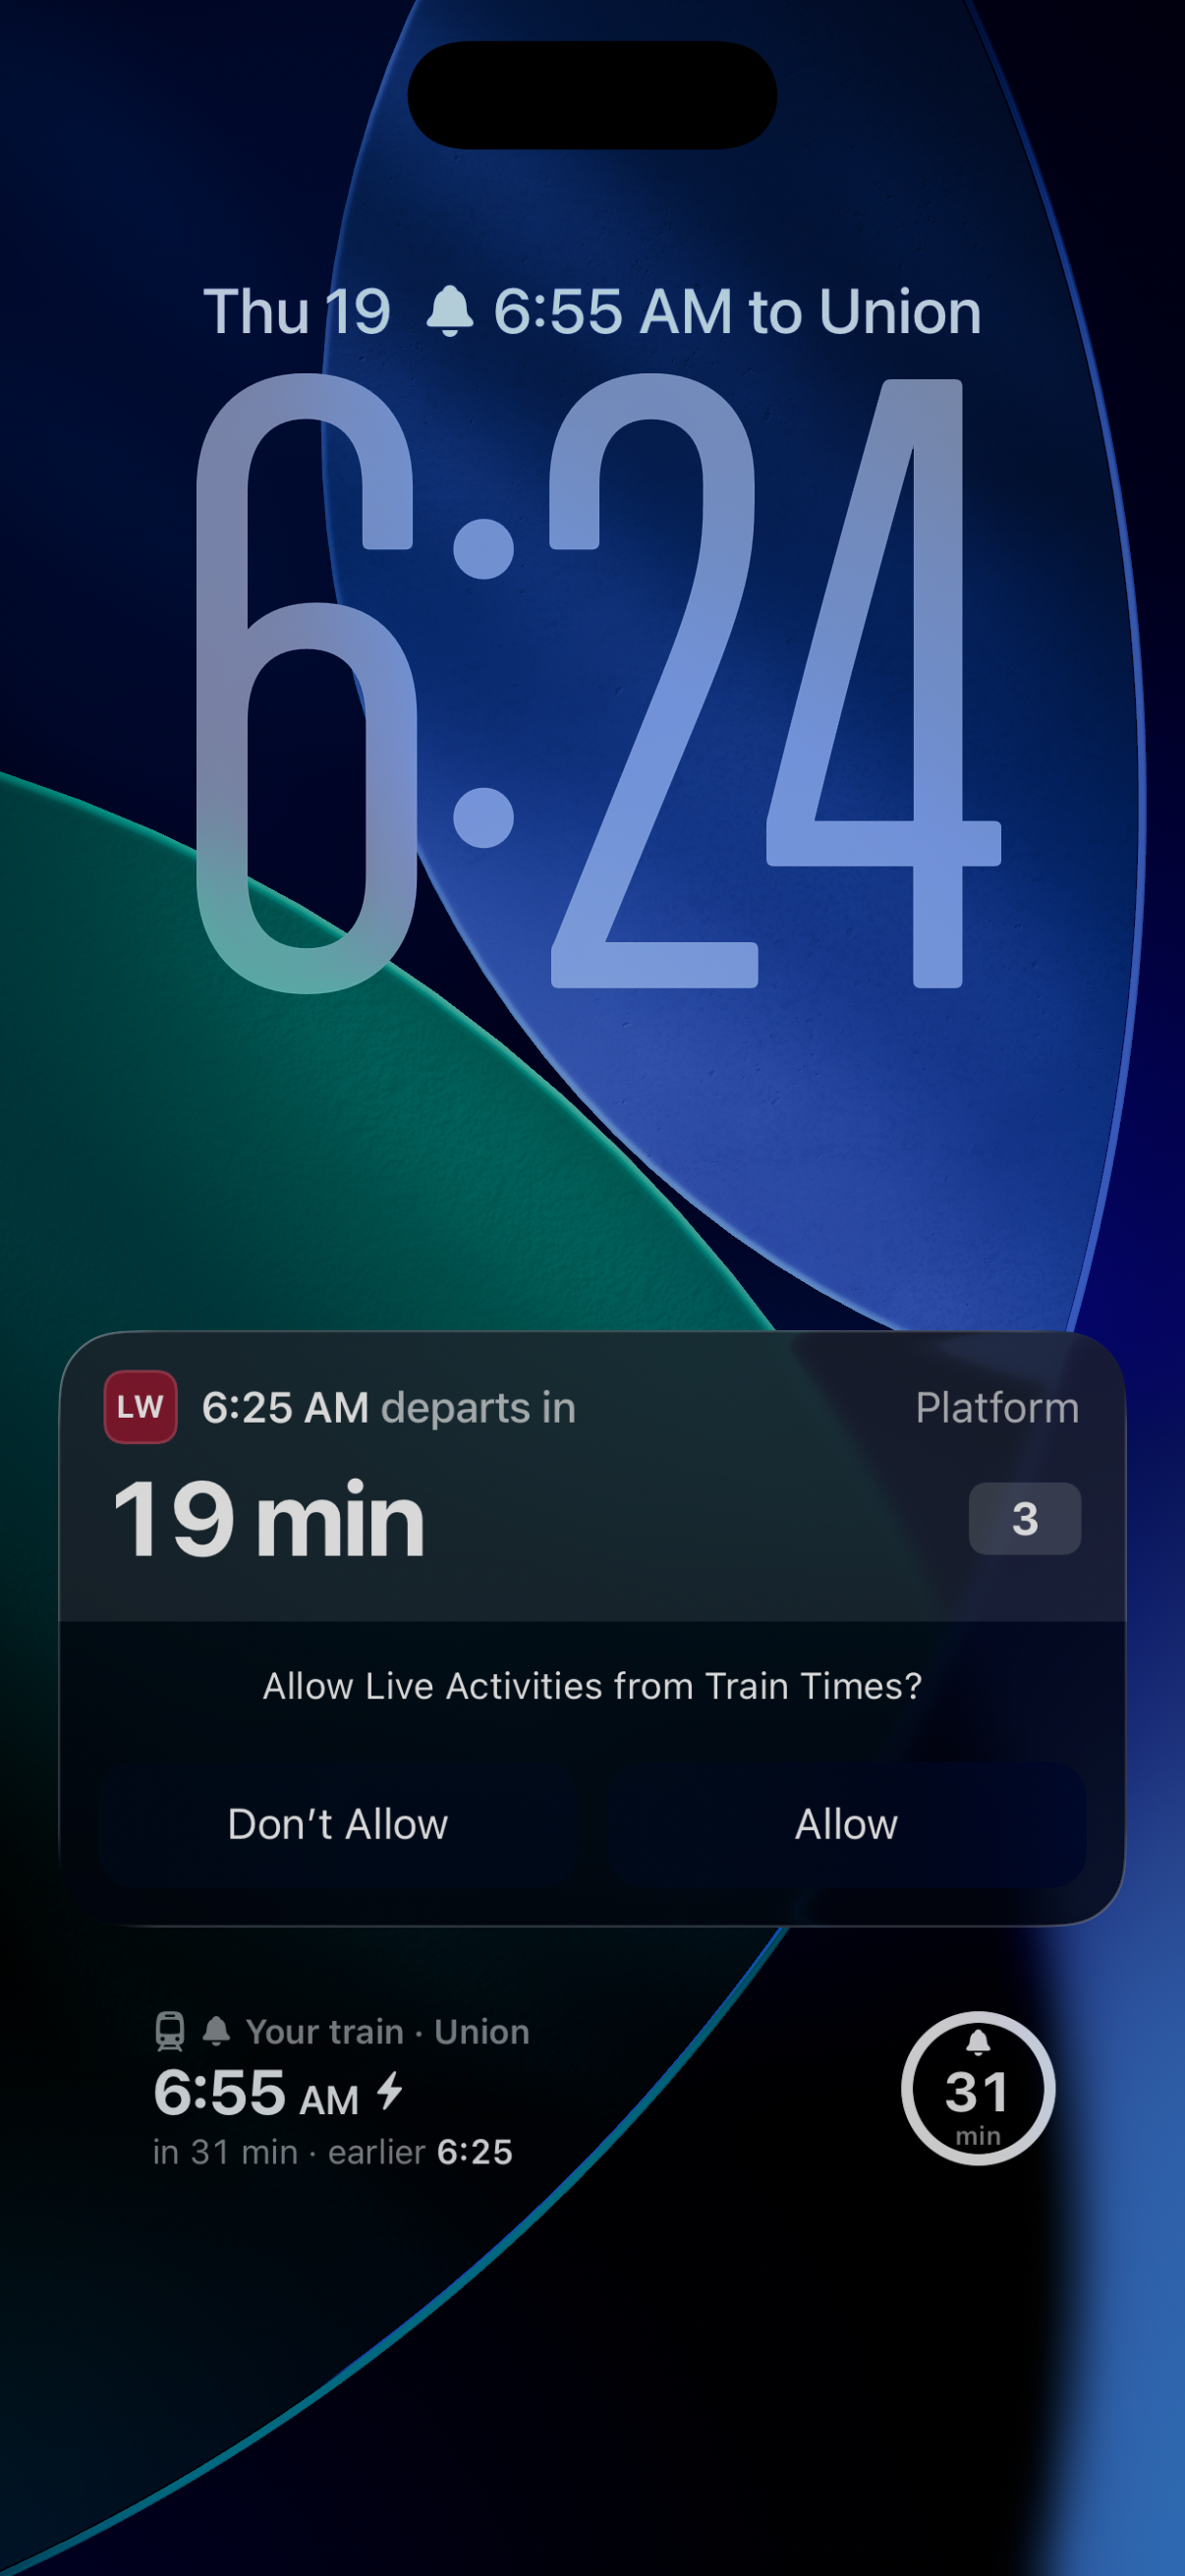 Thu 19 6:55 AM to Union
6:24
LW 6:25 AM departs in Platform
19 min 3
Allow Live Activities from Train Times?
Don’t Allow Allow
Your train · Union
6:55 AM
in 31 min · earlier 6:25
31
min